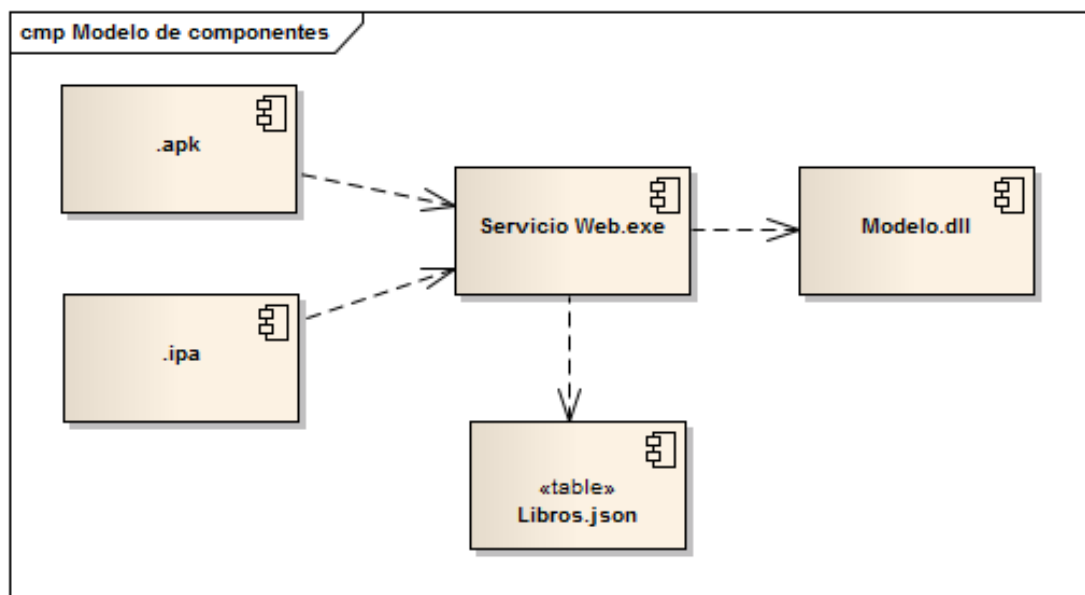 cmp Modelo de componentes
.apk
Servicio Web.exe
Modelo.dll
.ipa
«table»
Libros.json